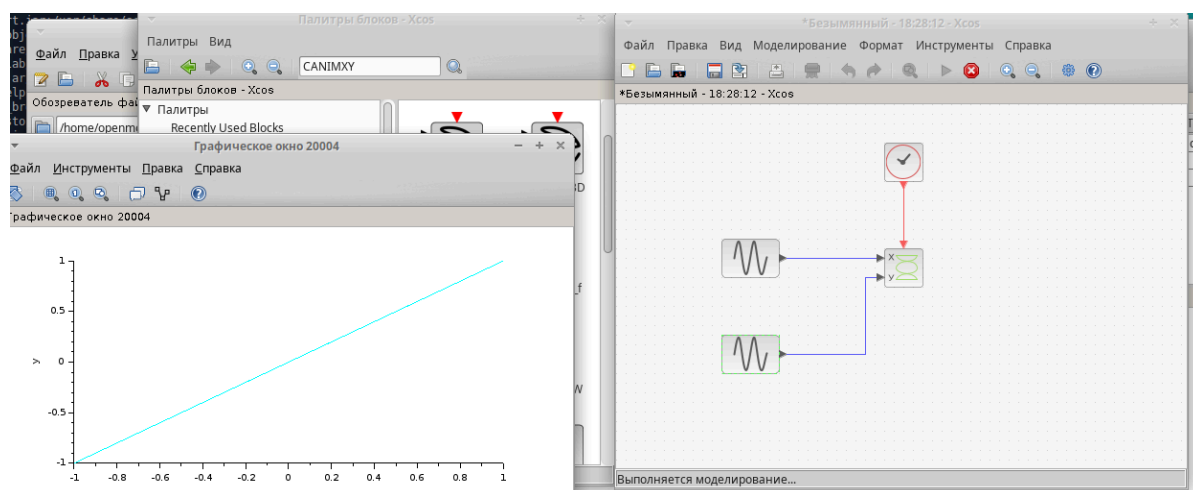 Палитры блоков - Xcos
Палитры Вид
CANIMXY
Палитры блоков - Xcos
Палитры
Recently Used Blocks
Файл Правка
Обозреватель
/home/openm
Графическое окно 20004
Файл Инструменты Правка Справка
Графическое окно 20004
1
0.5
y 0
-0.5
-1
-1 -0.8 -0.6 -0.4 -0.2 0 0.2 0.4 0.6 0.8 1
*Безымянный - 18:28:12 - Xcos
Файл Правка Вид Моделирование Формат Инструменты Справка
*Безымянный - 18:28:12 - Xcos
X
y
Выполняется моделирование...